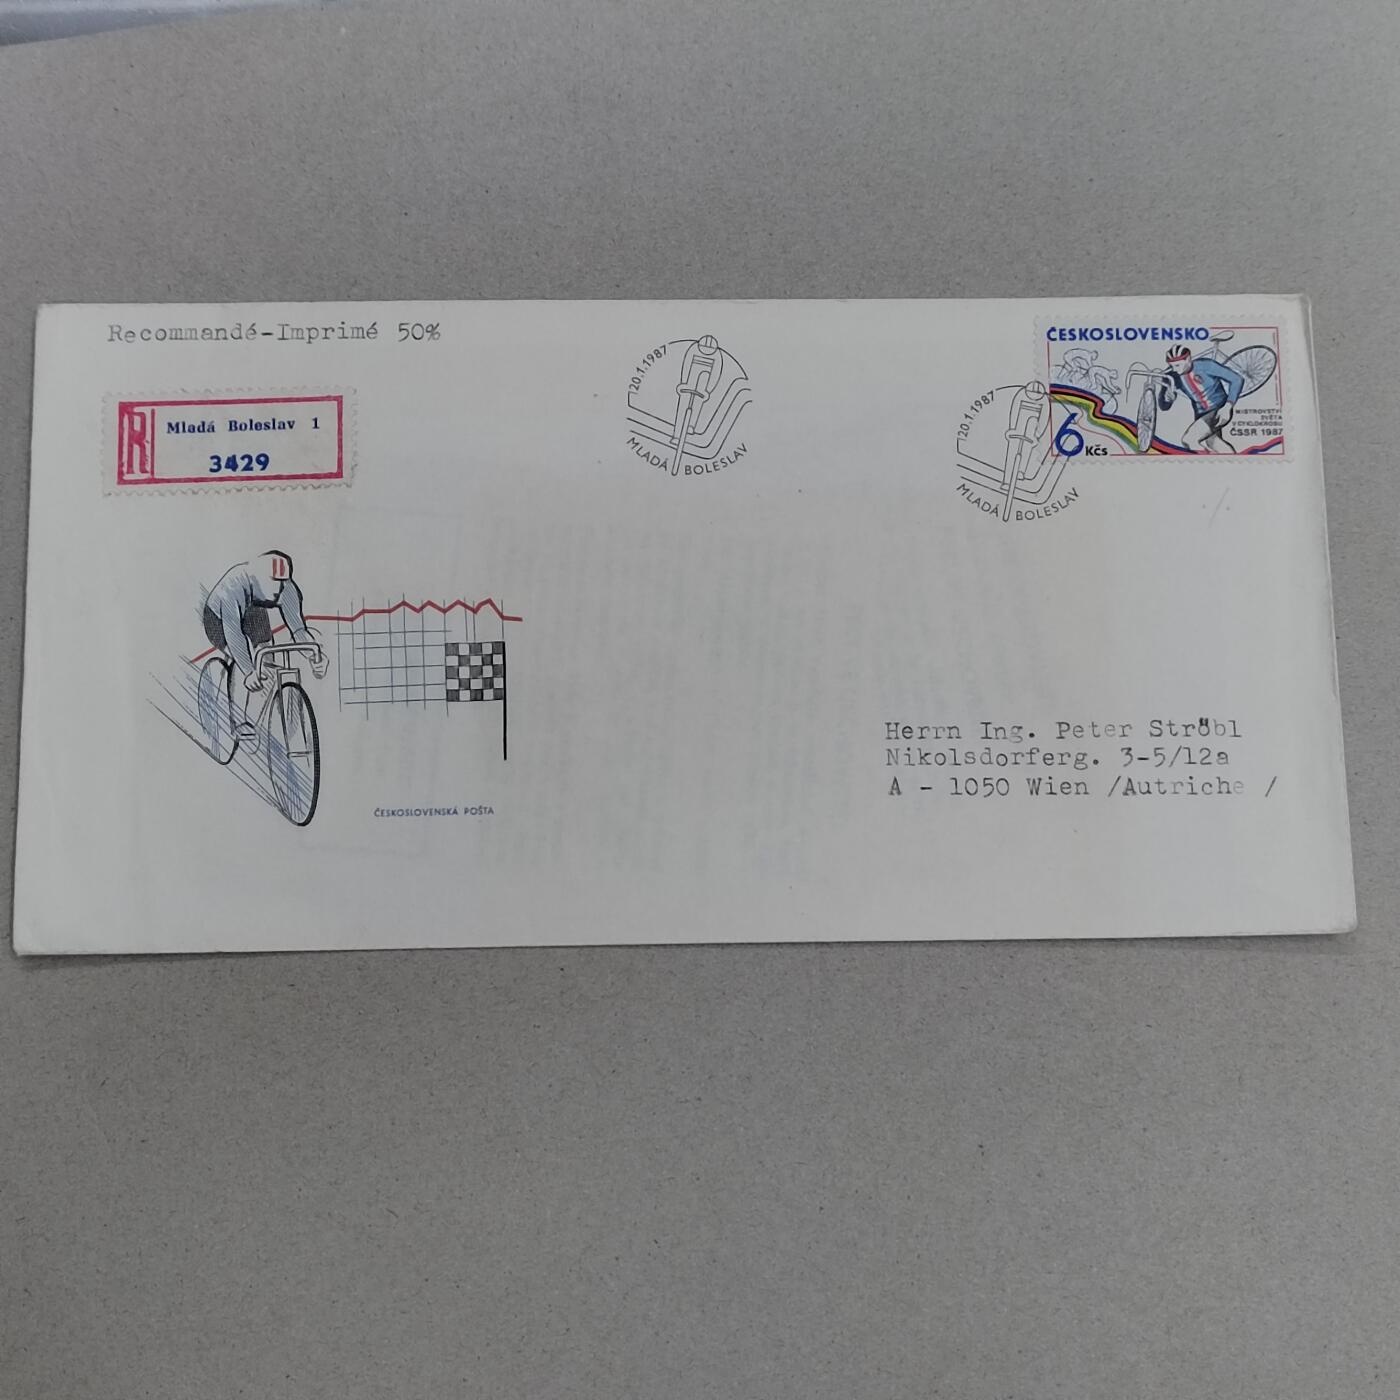 Recommandé-Imprimé 50%
R
Mladá Boleslav 1
3429
20.1.1987
MLADÁ BOLESLAV
20.1.1987
MLADÁ BOLESLAV
ČESKOSLOVENSKO
MISTROVSTVÍ
SVĚTA
V CYKLOKROSU
ČSSR 1987
6 Kčs
ČESKOSLOVENSKÁ POŠTA
Herrn Ing. Peter Ströbl
Nikolsdorferg. 3-5/12a
A - 1050 Wien /Autriche /